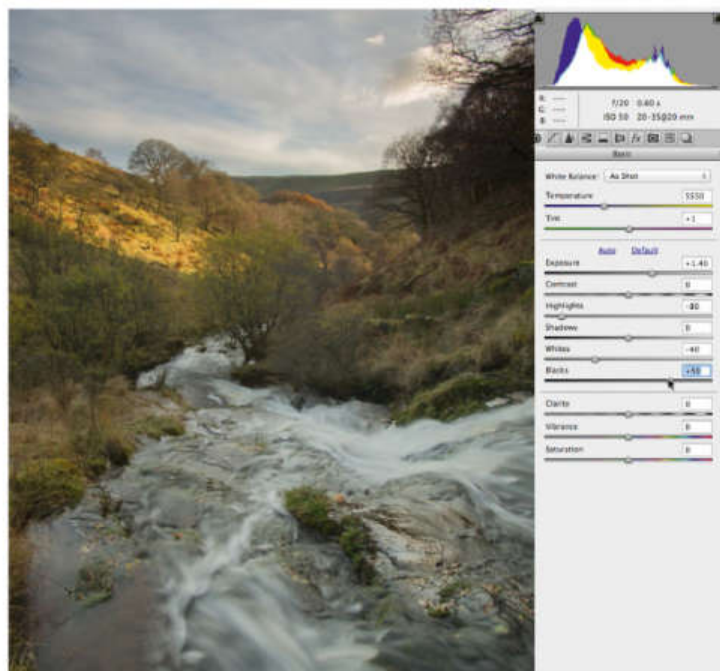 R: ---
G: ---
B: ---
f/20 0.60 s
ISO 50 20-35@20 mm
Basic
White Balance: As Shot
Temperature 5550
Tint +1
Auto Default
Exposure +1.40
Contrast 0
Highlights -80
Shadows 0
Whites -40
Blacks +50
Clarity 0
Vibrance 0
Saturation 0